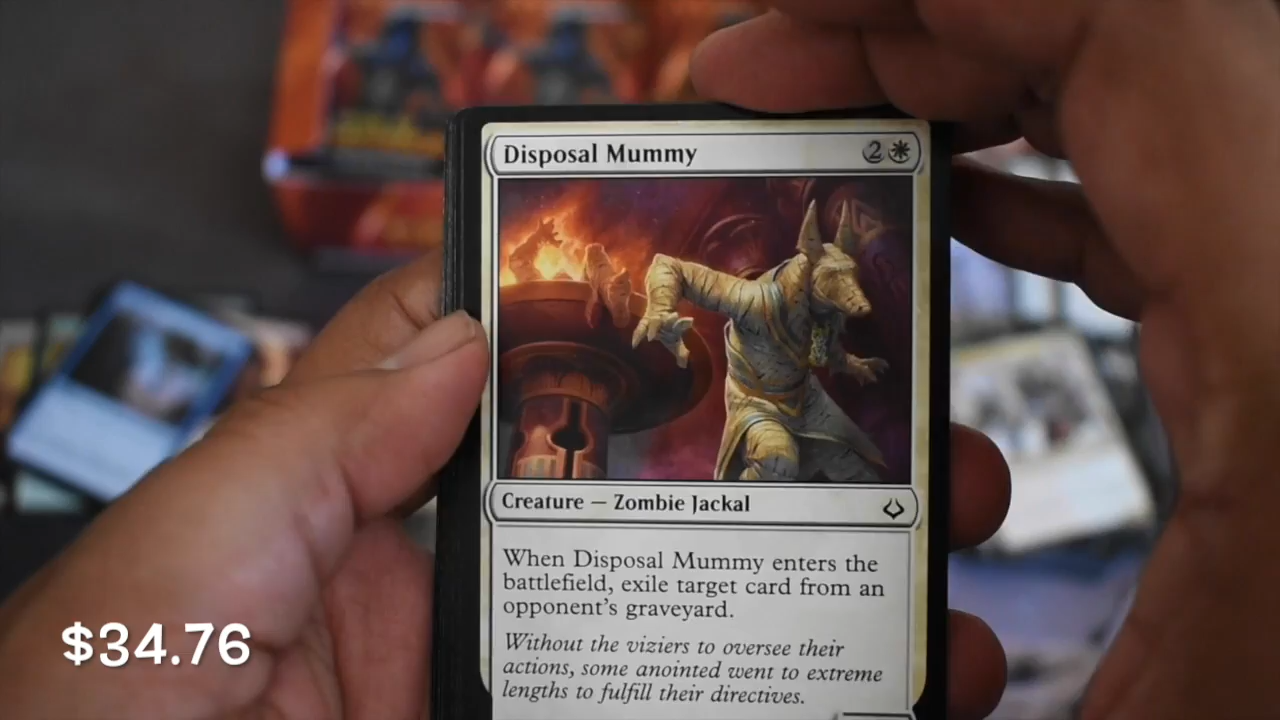 Disposal Mummy 2
Creature — Zombie Jackal
When Disposal Mummy enters the
battlefield, exile target card from an
opponent's graveyard.
Without the viziers to oversee their
actions, some anointed went to extreme
lengths to fulfill their directives.
$34.76